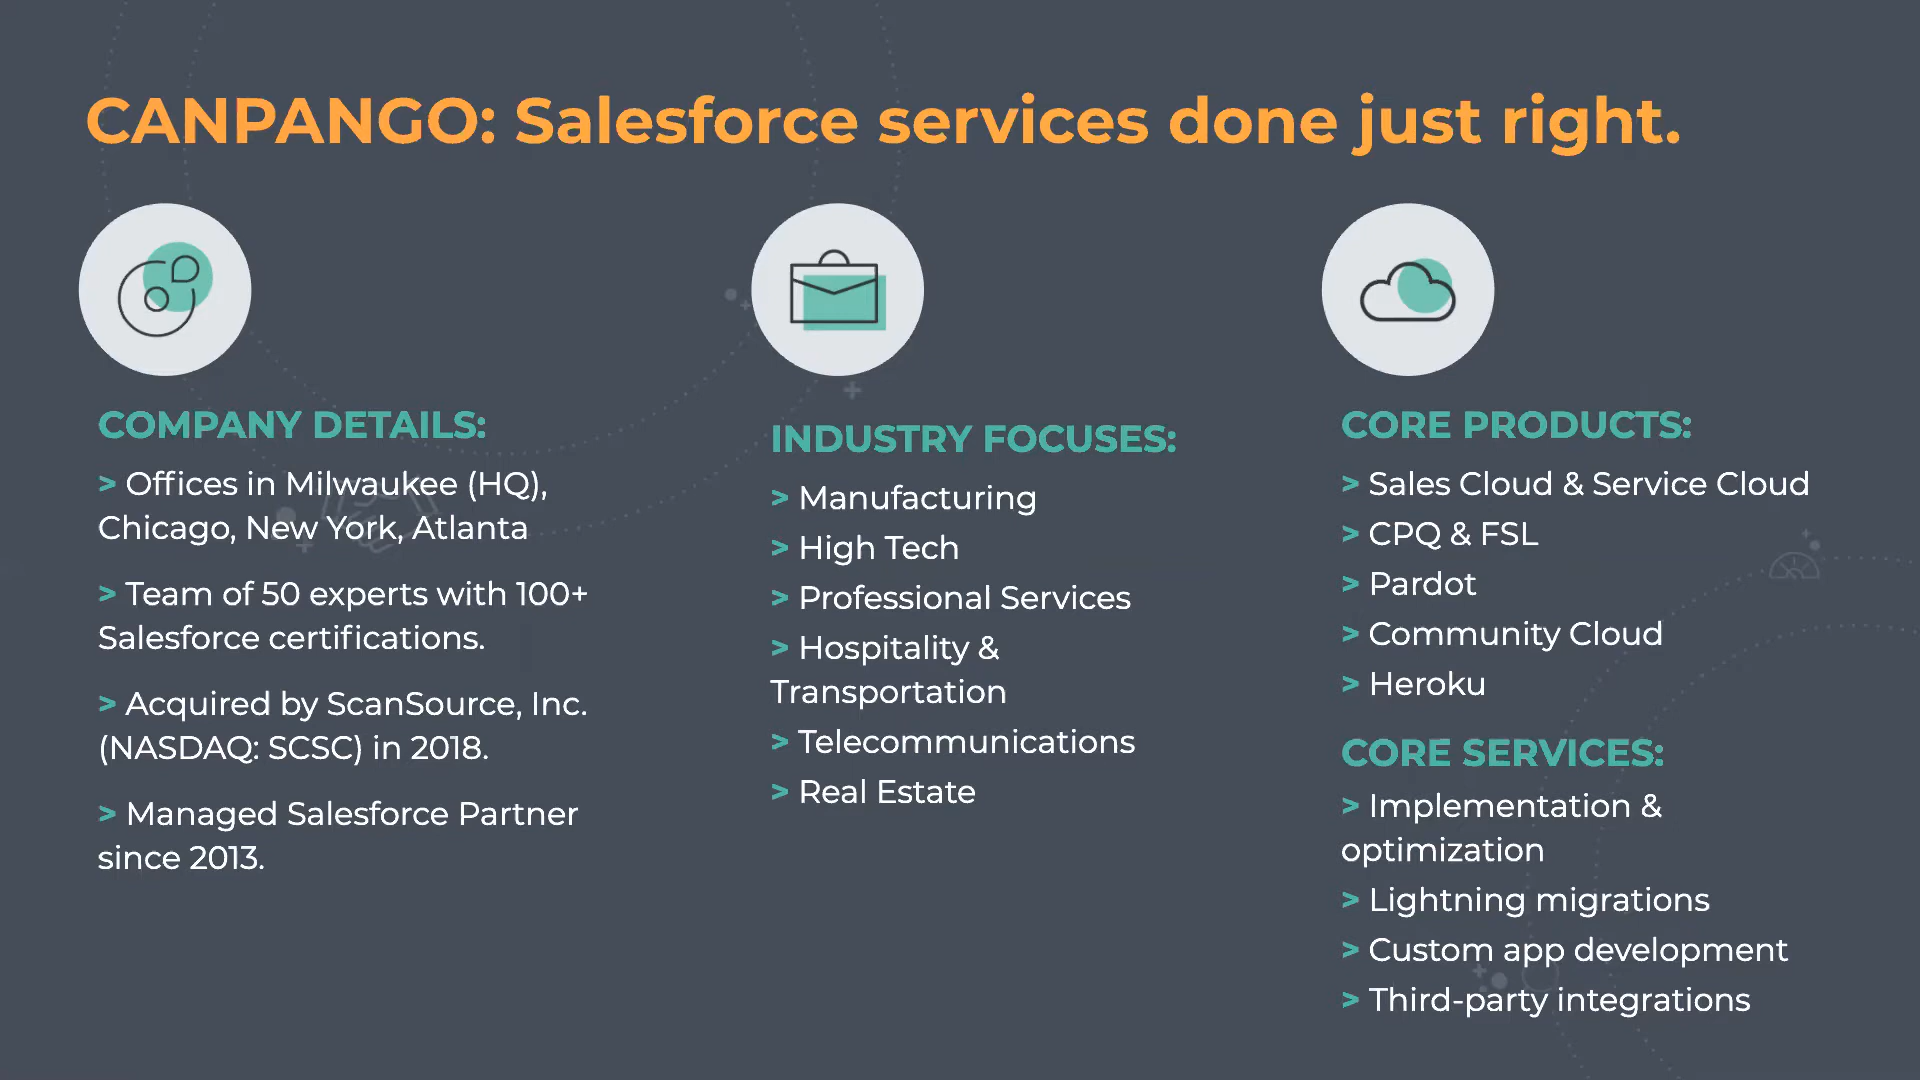 CANPANGO: Salesforce services done just right.
COMPANY DETAILS:
> Offices in Milwaukee (HQ),
Chicago, New York, Atlanta
> Team of 50 experts with 100+
Salesforce certifications.
> Acquired by ScanSource, Inc.
(NASDAQ: SCSC) in 2018.
> Managed Salesforce Partner
since 2013.
INDUSTRY FOCUSES:
> Manufacturing
> High Tech
> Professional Services
> Hospitality &
Transportation
> Telecommunications
> Real Estate
CORE PRODUCTS:
> Sales Cloud & Service Cloud
> CPQ & FSL
> Pardot
> Community Cloud
> Heroku
CORE SERVICES:
> Implementation &
optimization
> Lightning migrations
> Custom app development
> Third-party integrations